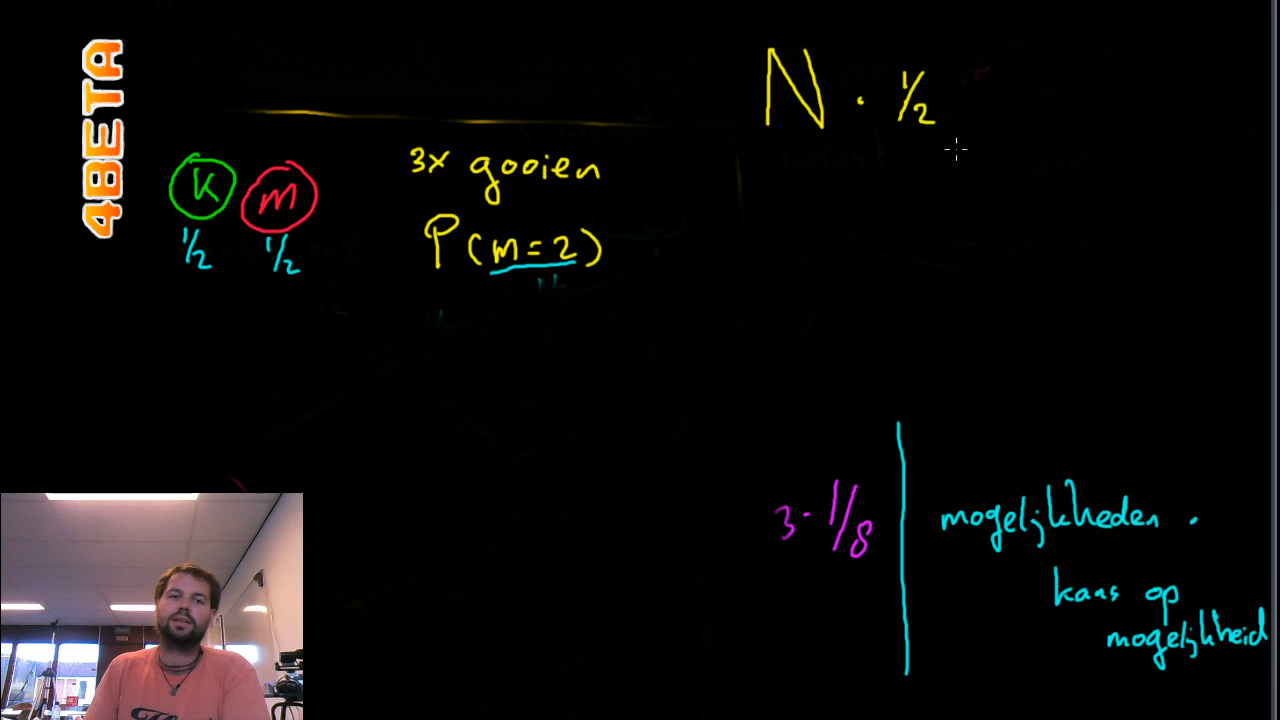 4BETA
N · 1/2
K m
1/2 1/2
3x gooien
P (m = 2)
3 · 1/8
mogelijkheden ·
kans op
mogelijkheid